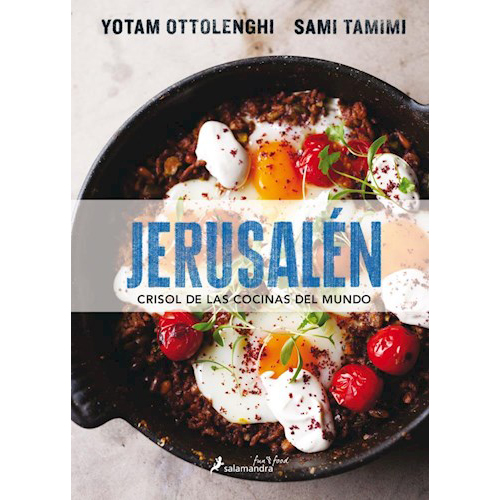 YOTAM OTTOLENGHI SAMI TAMIMI
JERUSALÉN
CRISOL DE LAS COCINAS DEL MUNDO
fun & food
salamandra